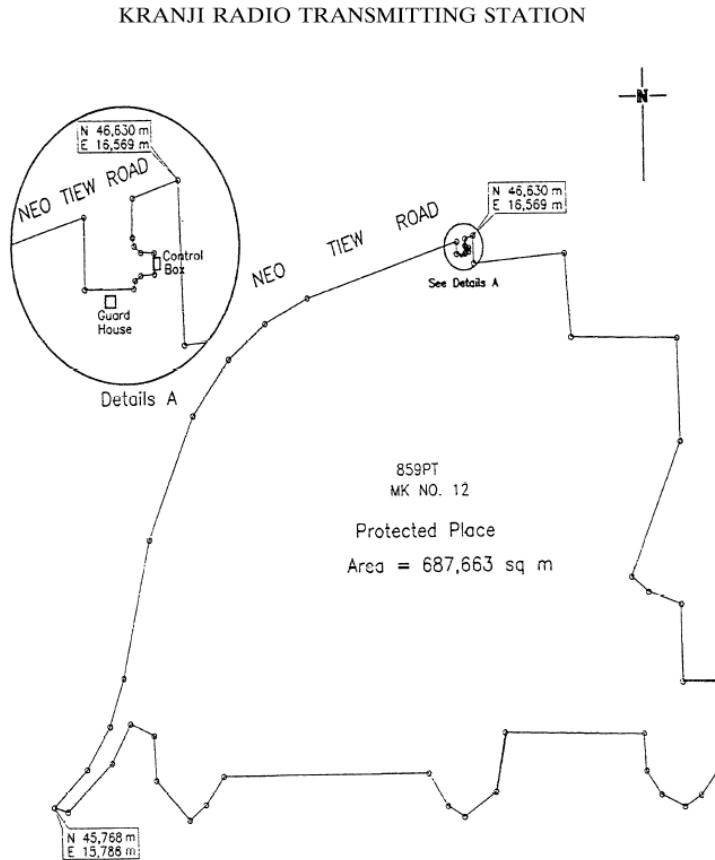 KRANJI RADIO TRANSMITTING STATION
N
N 46,630 m
E 16,569 m
NEO TIEW ROAD
Control
Box
Guard
House
Details A
N 46,630 m
E 16,569 m
NEO TIEW ROAD
See Details A
859PT
MK NO. 12
Protected Place
Area = 687,663 sq m
N 45,768 m
E 15,786 m